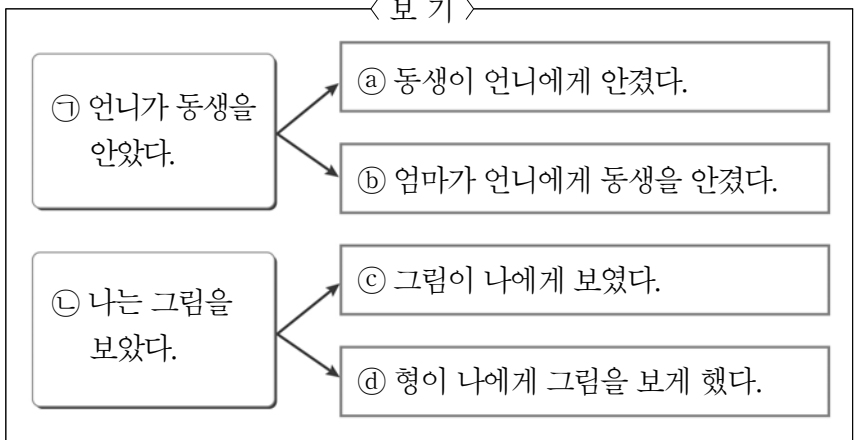 〈 보 기 〉
㉠ 언니가 동생을
안았다.
ⓐ 동생이 언니에게 안겼다.
ⓑ 엄마가 언니에게 동생을 안겼다.
㉡ 나는 그림을
보았다.
ⓒ 그림이 나에게 보였다.
ⓓ 형이 나에게 그림을 보게 했다.